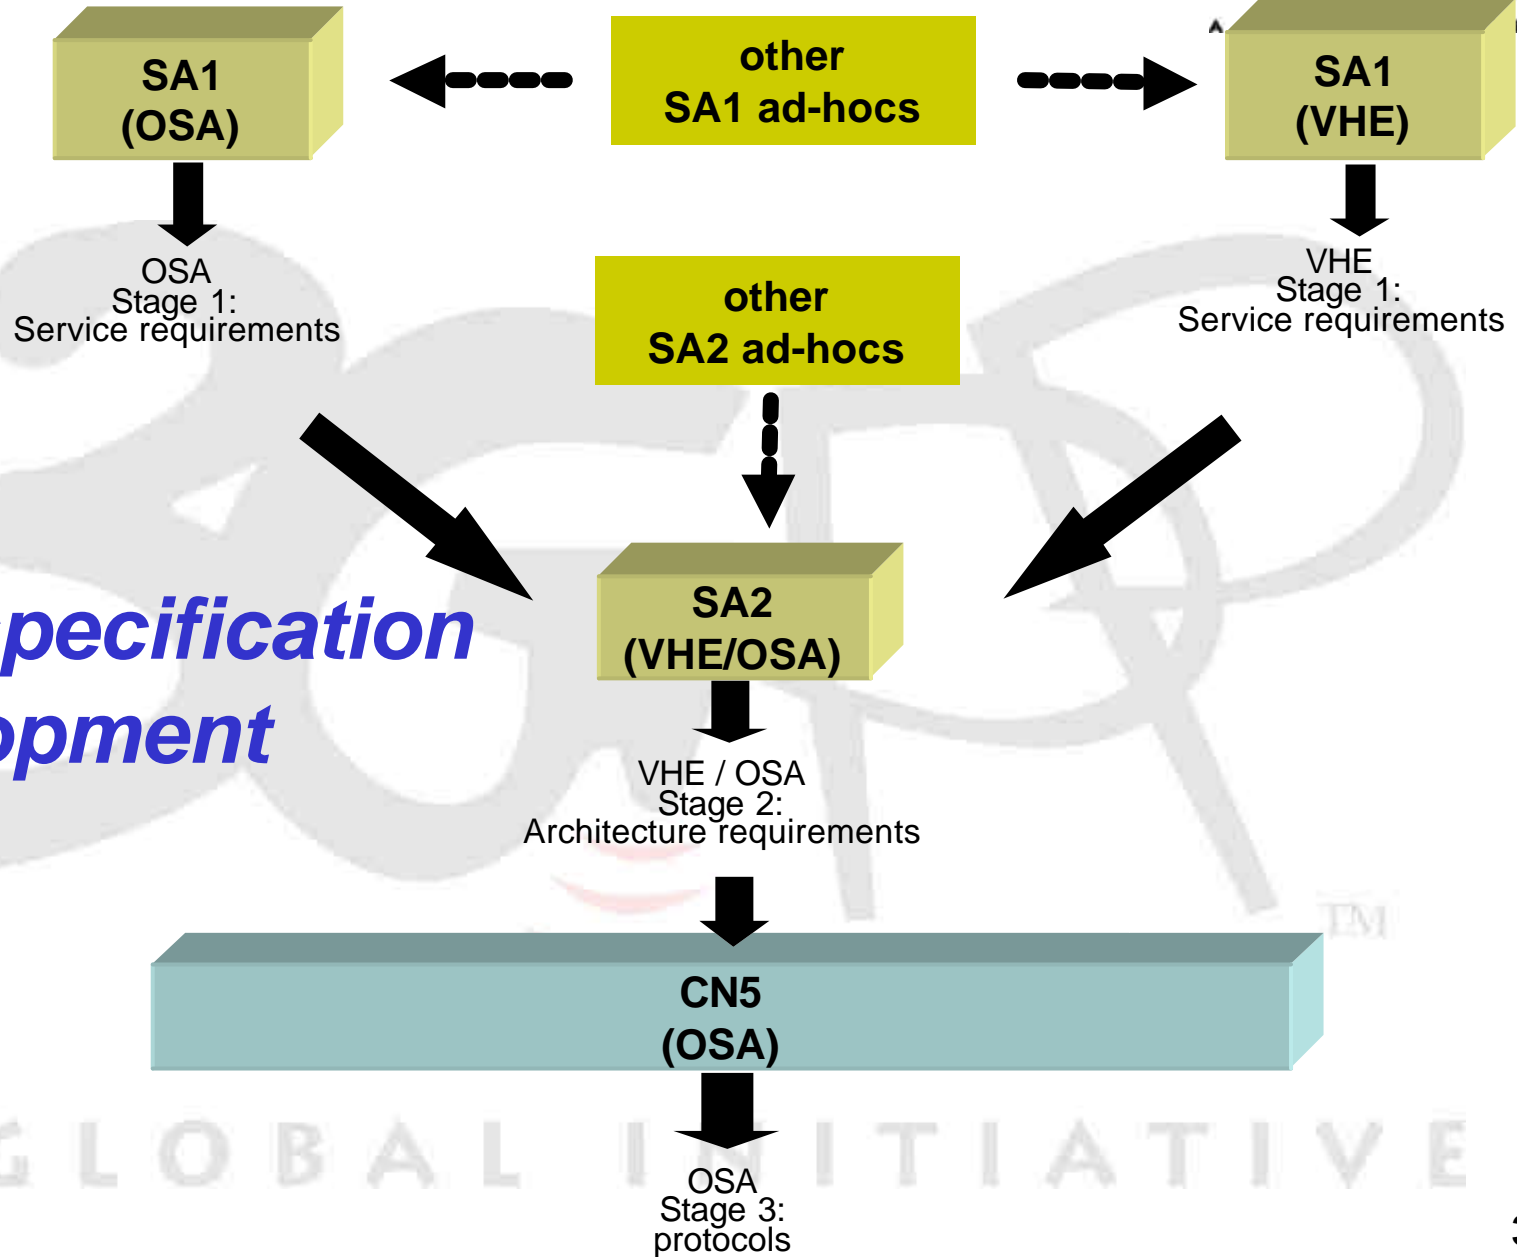 SA1
(OSA)
other
SA1 ad-hocs
SA1
(VHE)
OSA
Stage 1:
Service requirements
other
SA2 ad-hocs
VHE
Stage 1:
Service requirements
pecification
opment
SA2
(VHE/OSA)
VHE / OSA
Stage 2:
Architecture requirements
TM
CN5
(OSA)
GLOBAL INITIATIVE
OSA
Stage 3:
protocols